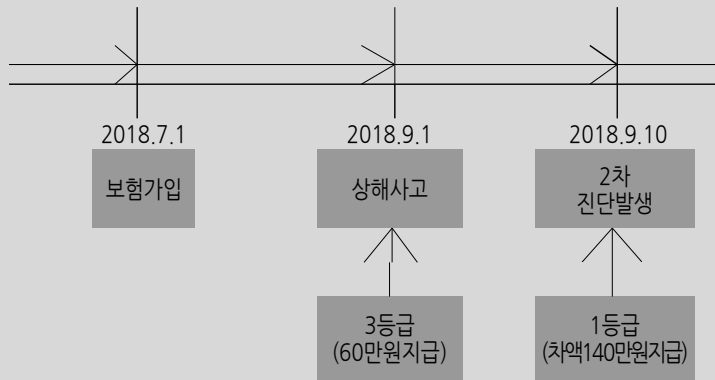 2018.7.1
2018.9.1
2018.9.10
보험가입
상해사고
2차
진단발생
3등급
(60만원지급)
1등급
(차액140만원지급)